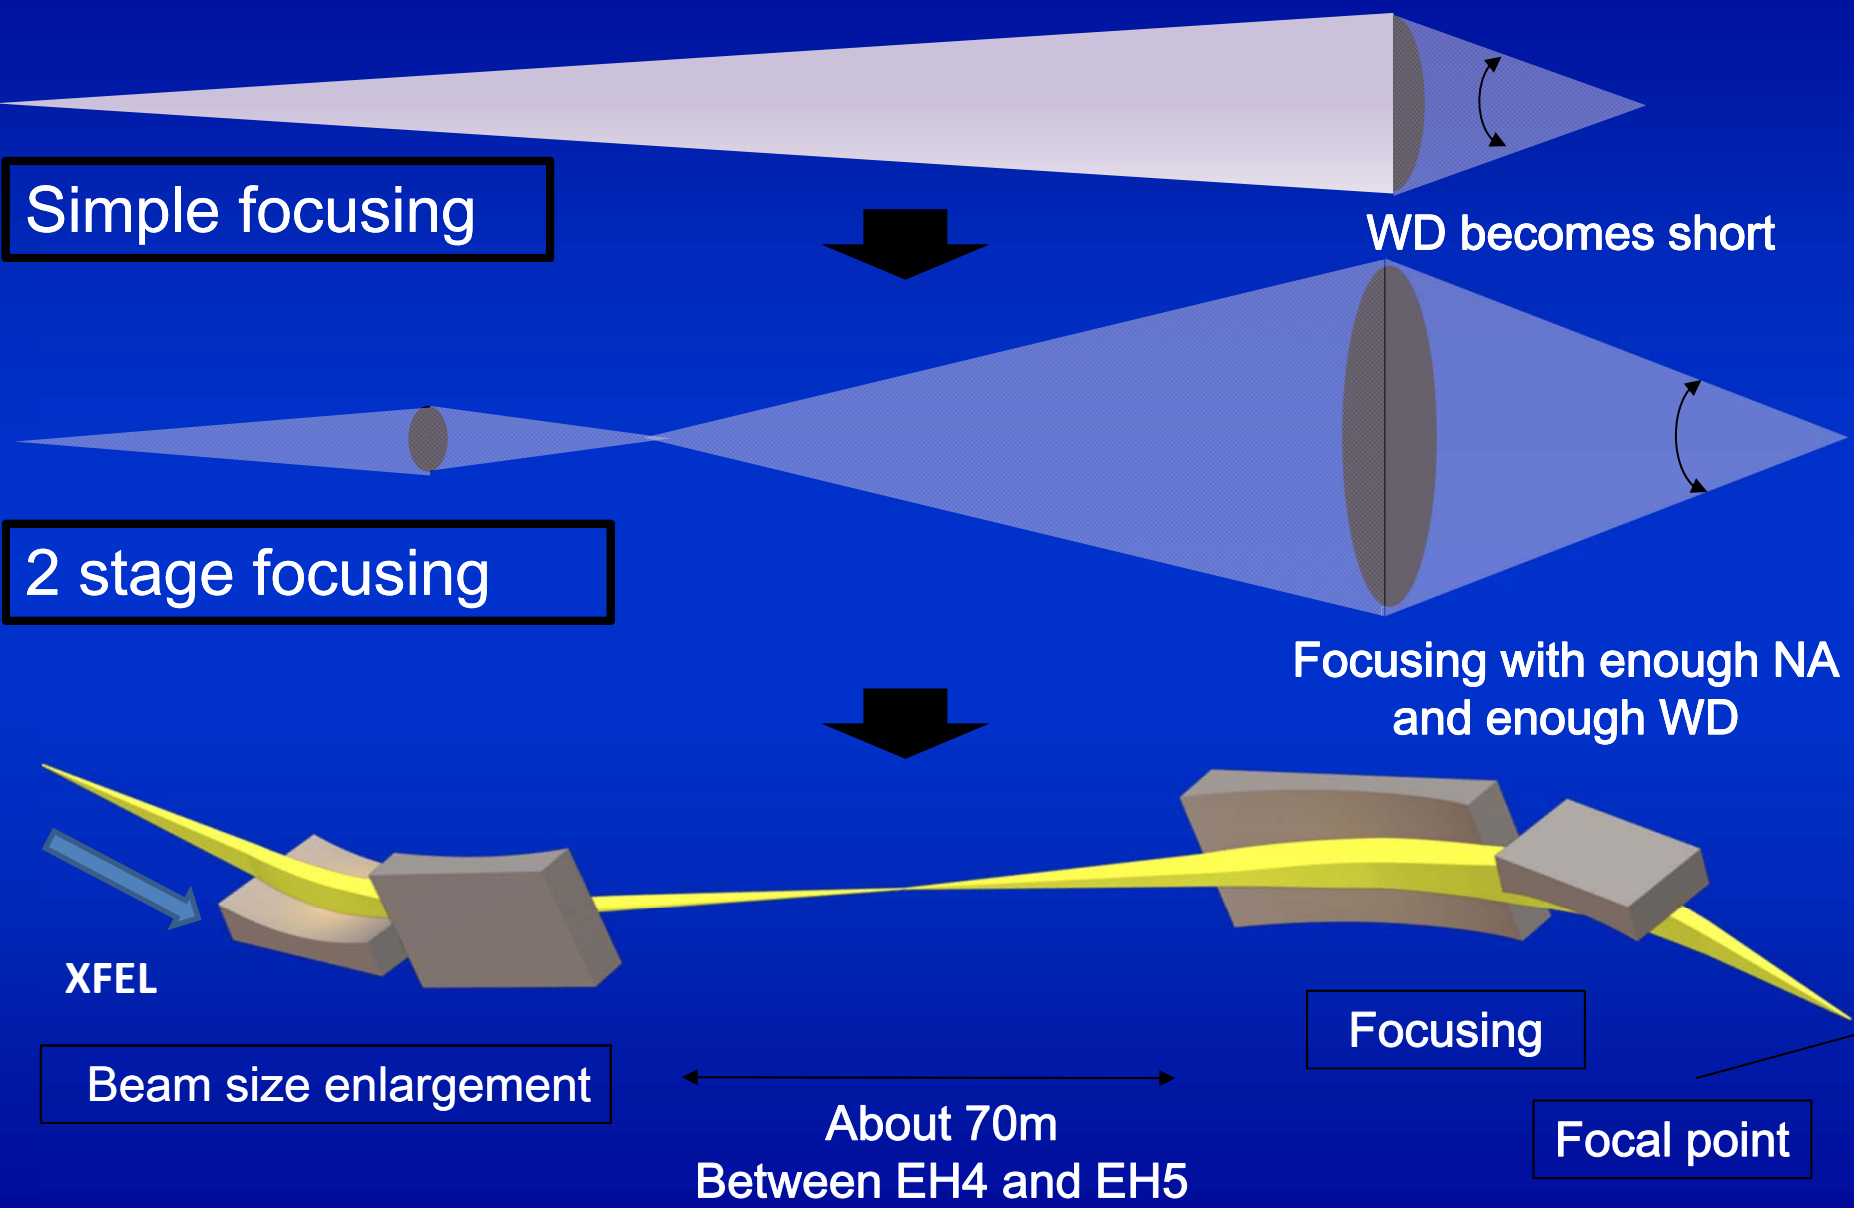 Simple focusing
WD becomes short
2 stage focusing
Focusing with enough NA
and enough WD
XFEL
Beam size enlargement
Focusing
About 70m
Between EH4 and EH5
Focal point